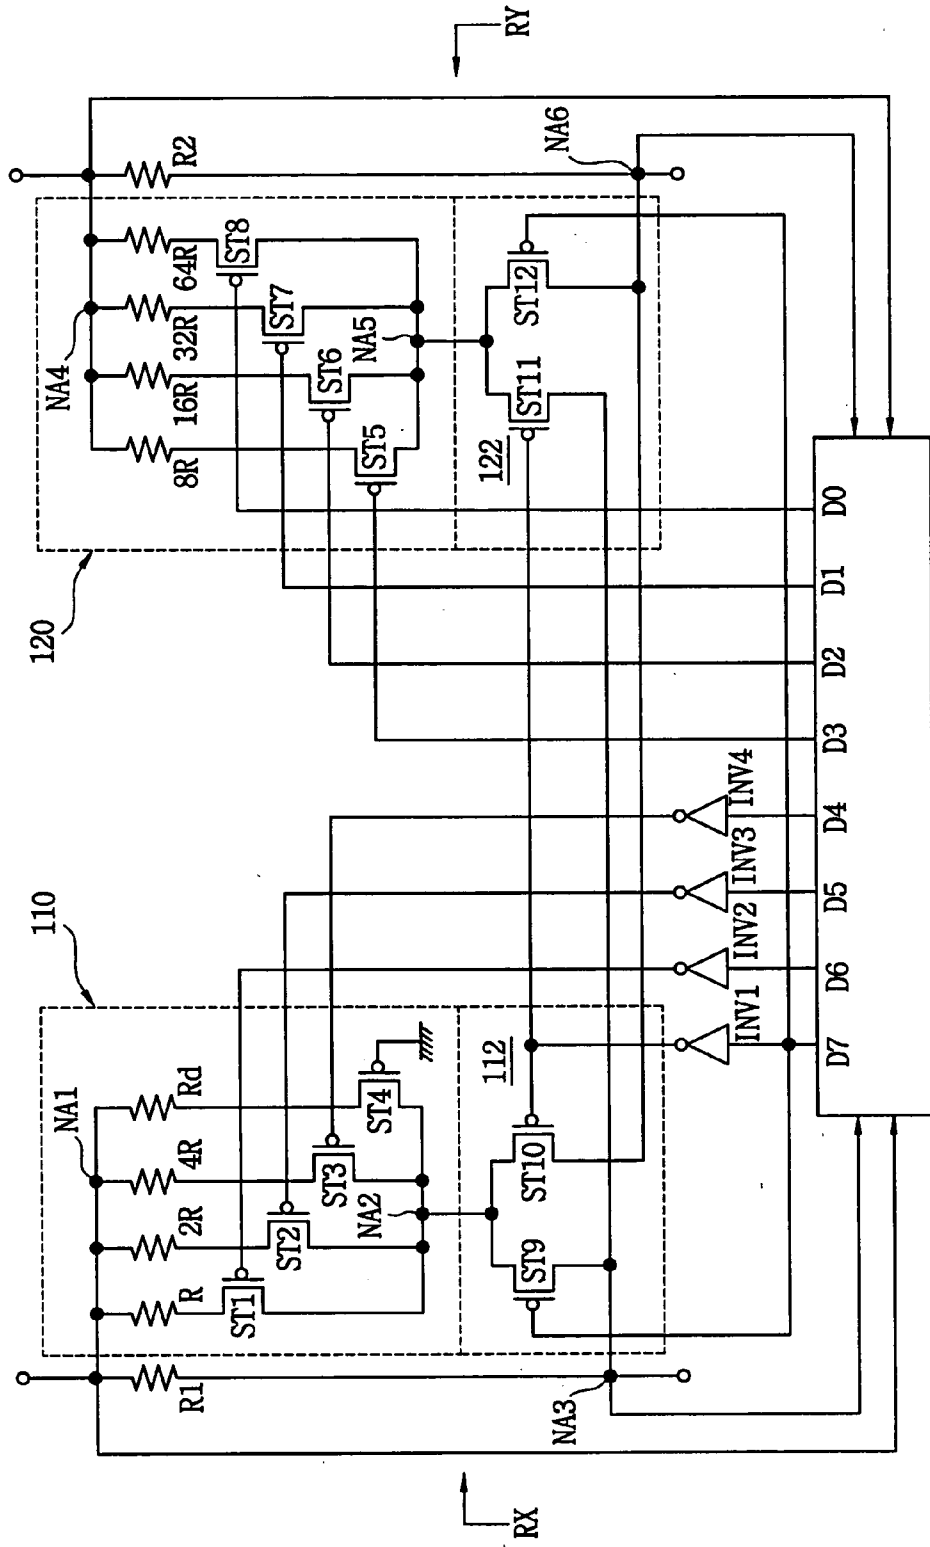 RX
RY
110
120
NA1
NA4
R1
R
2R
4R
Rd
8R
16R
32R
64R
R2
ST1
ST2
ST3
ST4
ST5
ST6
ST7
ST8
NA2
NA5
112
122
ST9
ST10
ST11
ST12
NA3
NA6
INV1
INV2
INV3
INV4
D7
D6
D5
D4
D3
D2
D1
D0